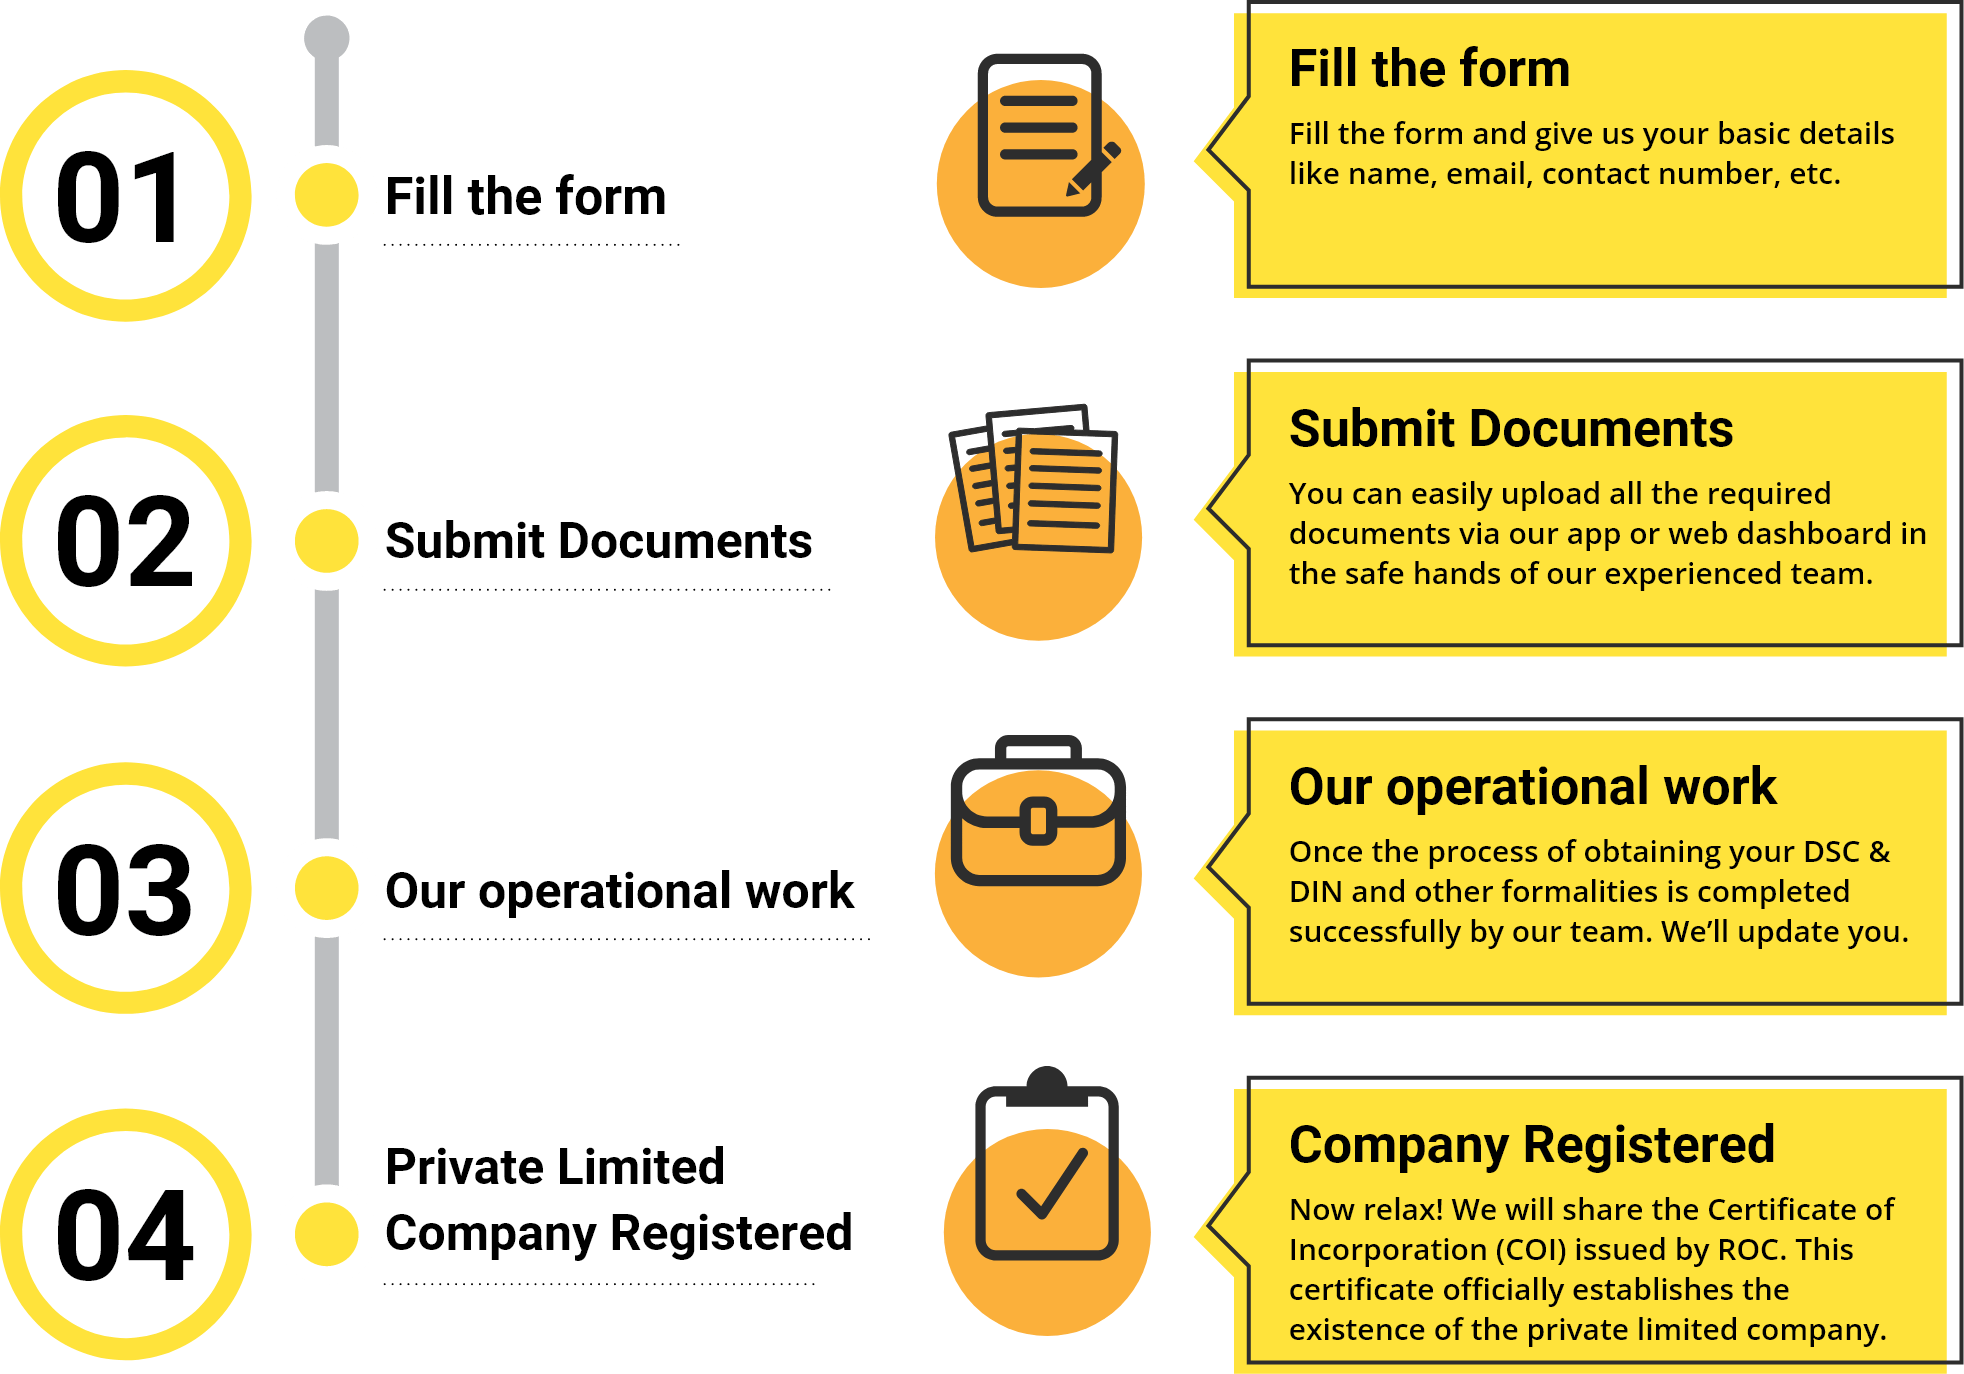 01
Fill the form
Fill the form
Fill the form and give us your basic details
like name, email, contact number, etc.
02
Submit Documents
Submit Documents
You can easily upload all the required
documents via our app or web dashboard in
the safe hands of our experienced team.
03
Our operational work
Our operational work
Once the process of obtaining your DSC &
DIN and other formalities is completed
successfully by our team. We’ll update you.
04
Private Limited
Company Registered
Company Registered
Now relax! We will share the Certificate of
Incorporation (COI) issued by ROC. This
certificate officially establishes the
existence of the private limited company.